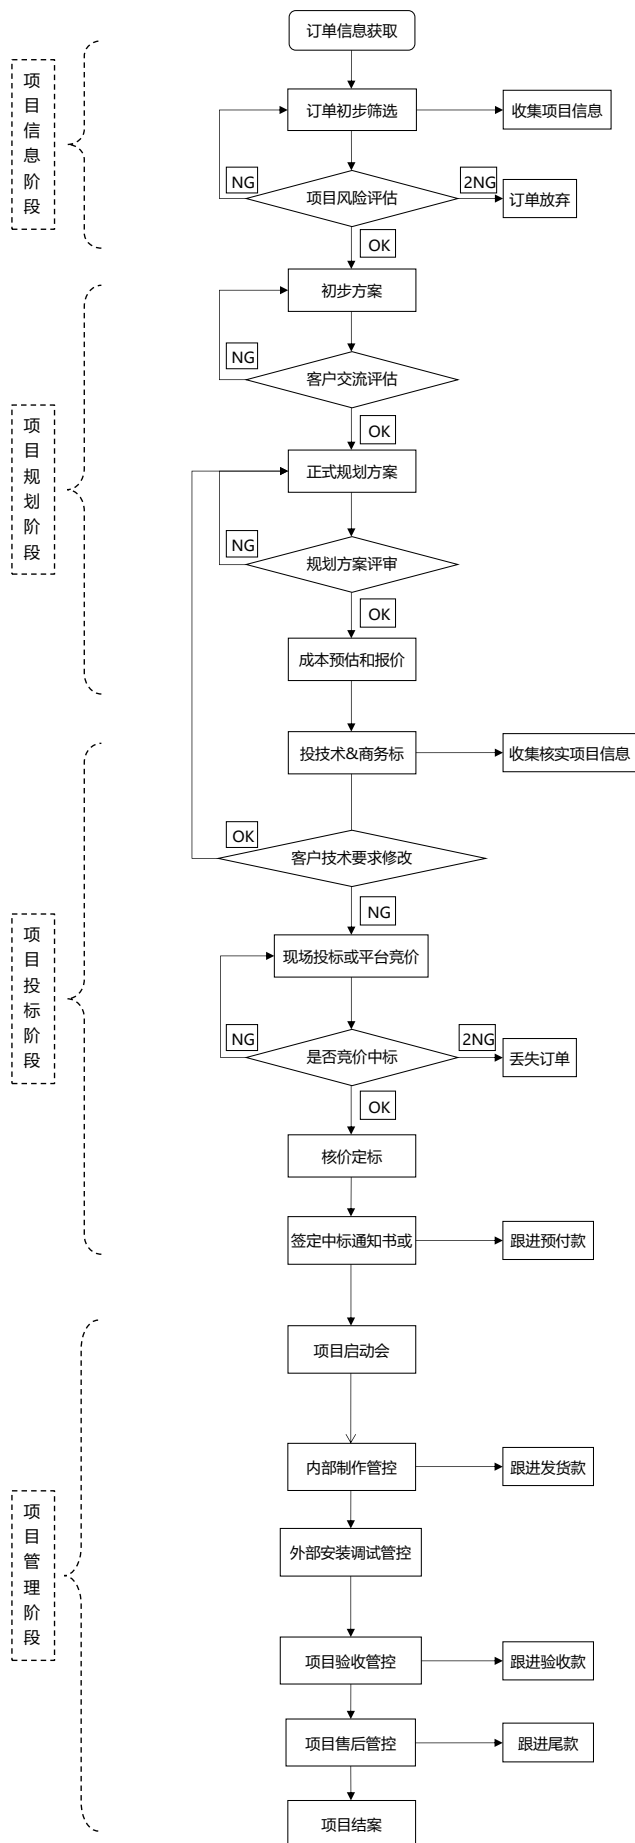 订单信息获取
项目信息阶段
订单初步筛选
收集项目信息
NG
项目风险评估
2NG
订单放弃
OK
初步方案
NG
客户交流评估
OK
项目规划阶段
正式规划方案
NG
规划方案评审
OK
成本预估和报价
投技术&商务标
收集核实项目信息
OK
客户技术要求修改
NG
项目投标阶段
现场投标或平台竞价
NG
是否竞价中标
2NG
丢失订单
OK
核价定标
签定中标通知书或
跟进预付款
项目启动会
内部制作管控
跟进发货款
项目管理阶段
外部安装调试管控
项目验收管控
跟进验收款
项目售后管控
跟进尾款
项目结案